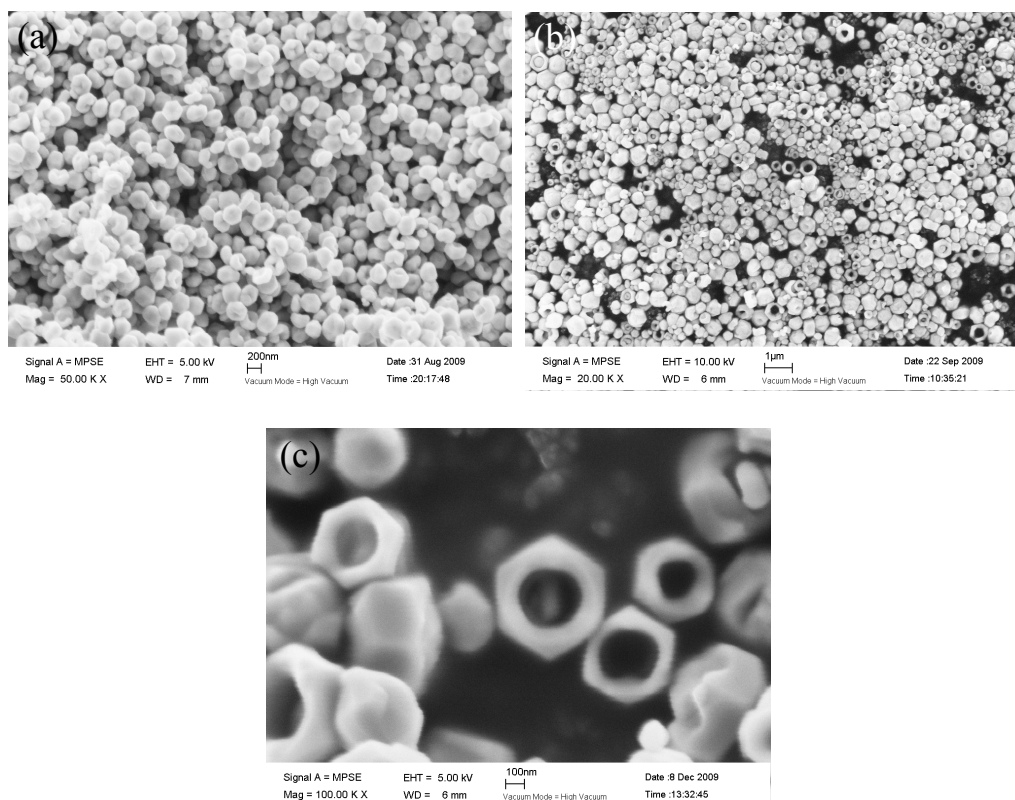 (a)
Signal A = MPSE EHT = 5.00 kV 200nm Date :31 Aug 2009
Mag = 50.00 K X WD = 7 mm Vacuum Mode = High Vacuum Time :20:17:48
(b)
Signal A = MPSE EHT = 10.00 kV 1µm Date :22 Sep 2009
Mag = 20.00 K X WD = 6 mm Vacuum Mode = High Vacuum Time :10:35:21
(c)
Signal A = MPSE EHT = 5.00 kV 100nm Date :8 Dec 2009
Mag = 100.00 K X WD = 6 mm Vacuum Mode = High Vacuum Time :13:32:45